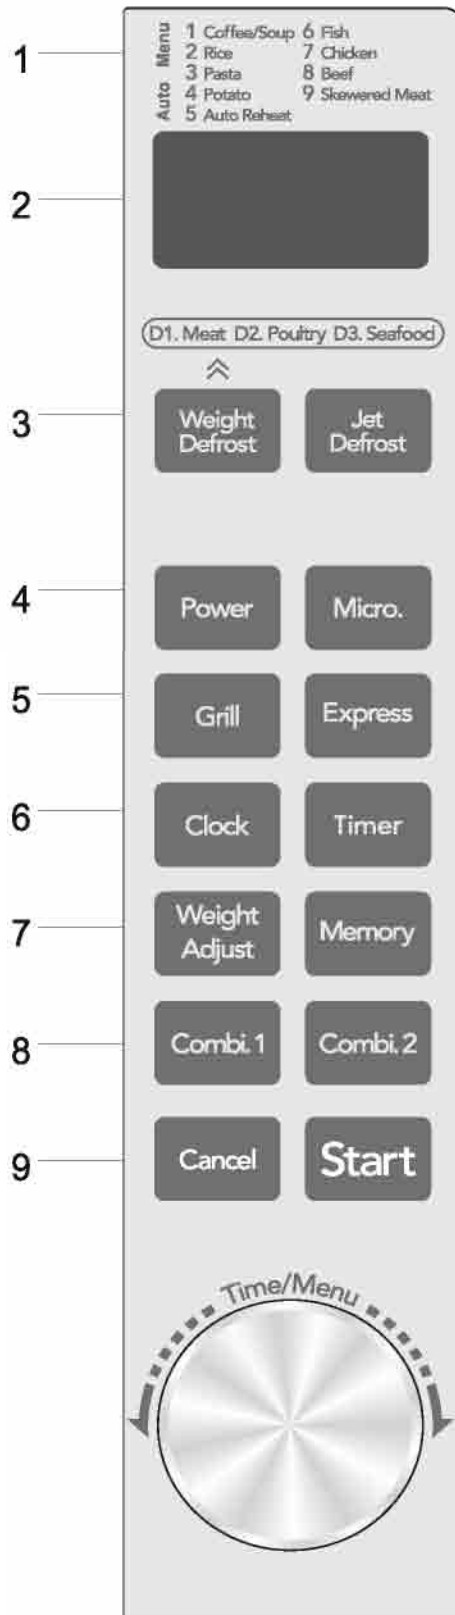 1
Auto Menu
1 Coffee/Soup 6 Fish
2 Rice 7 Chicken
3 Pasta 8 Beef
4 Potato 9 Skewered Meat
5 Auto Reheat
2
D1. Meat D2. Poultry D3. Seafood
3
Weight
Defrost
Jet
Defrost
4
Power
Micro.
5
Grill
Express
6
Clock
Timer
7
Weight
Adjust
Memory
8
Combi. 1
Combi. 2
9
Cancel
Start
Time/Menu